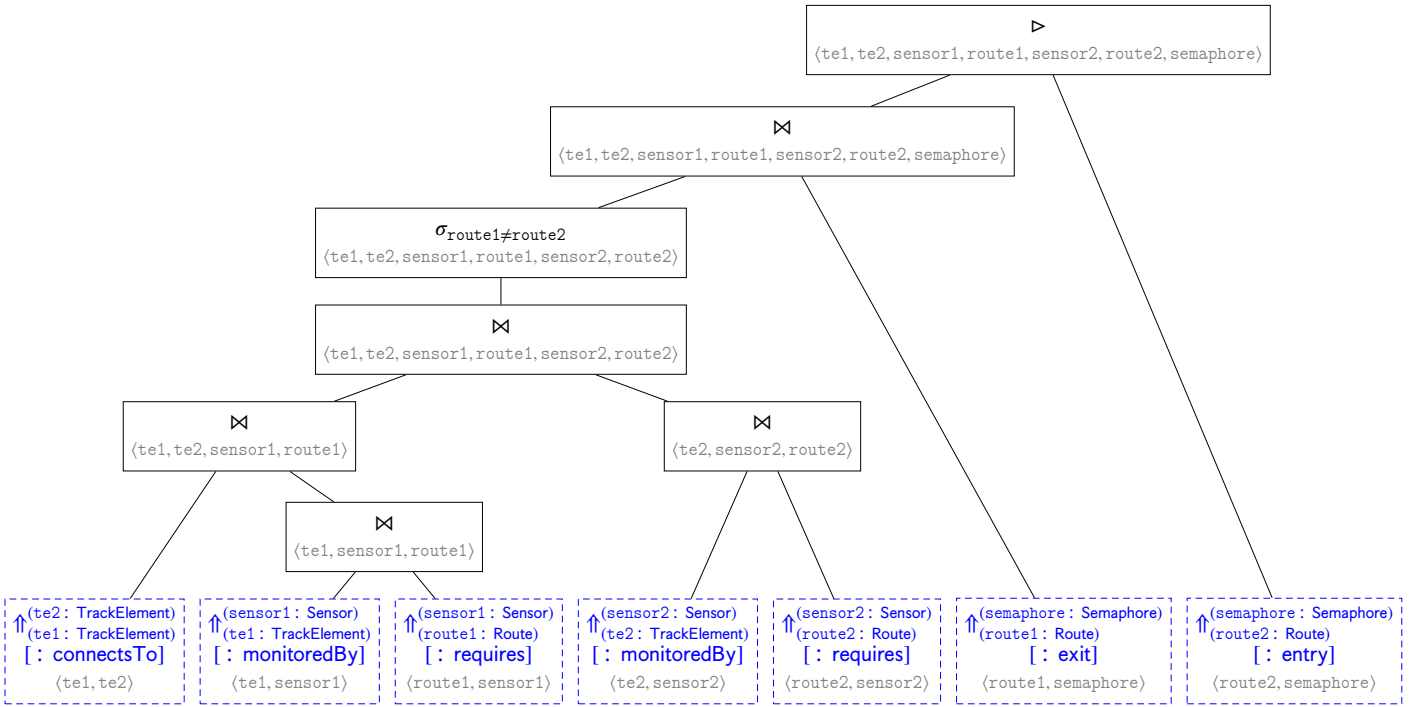 ▷
⟨te1, te2, sensor1, route1, sensor2, route2, semaphore⟩
⋈
⟨te1, te2, sensor1, route1, sensor2, route2, semaphore⟩
σroute1≠route2
⟨te1, te2, sensor1, route1, sensor2, route2⟩
⋈
⟨te1, te2, sensor1, route1, sensor2, route2⟩
⋈
⟨te1, te2, sensor1, route1⟩
⋈
⟨te2, sensor2, route2⟩
⋈
⟨te1, sensor1, route1⟩
⇑(te2: TrackElement)
(te1: TrackElement)
[: connectsTo]
⟨te1, te2⟩
⇑(sensor1: Sensor)
(te1: TrackElement)
[: monitoredBy]
⟨te1, sensor1⟩
⇑(sensor1: Sensor)
(route1: Route)
[: requires]
⟨route1, sensor1⟩
⇑(sensor2: Sensor)
(te2: TrackElement)
[: monitoredBy]
⟨te2, sensor2⟩
⇑(sensor2: Sensor)
(route2: Route)
[: requires]
⟨route2, sensor2⟩
⇑(semaphore: Semaphore)
(route1: Route)
[: exit]
⟨route1, semaphore⟩
⇑(semaphore: Semaphore)
(route2: Route)
[: entry]
⟨route2, semaphore⟩